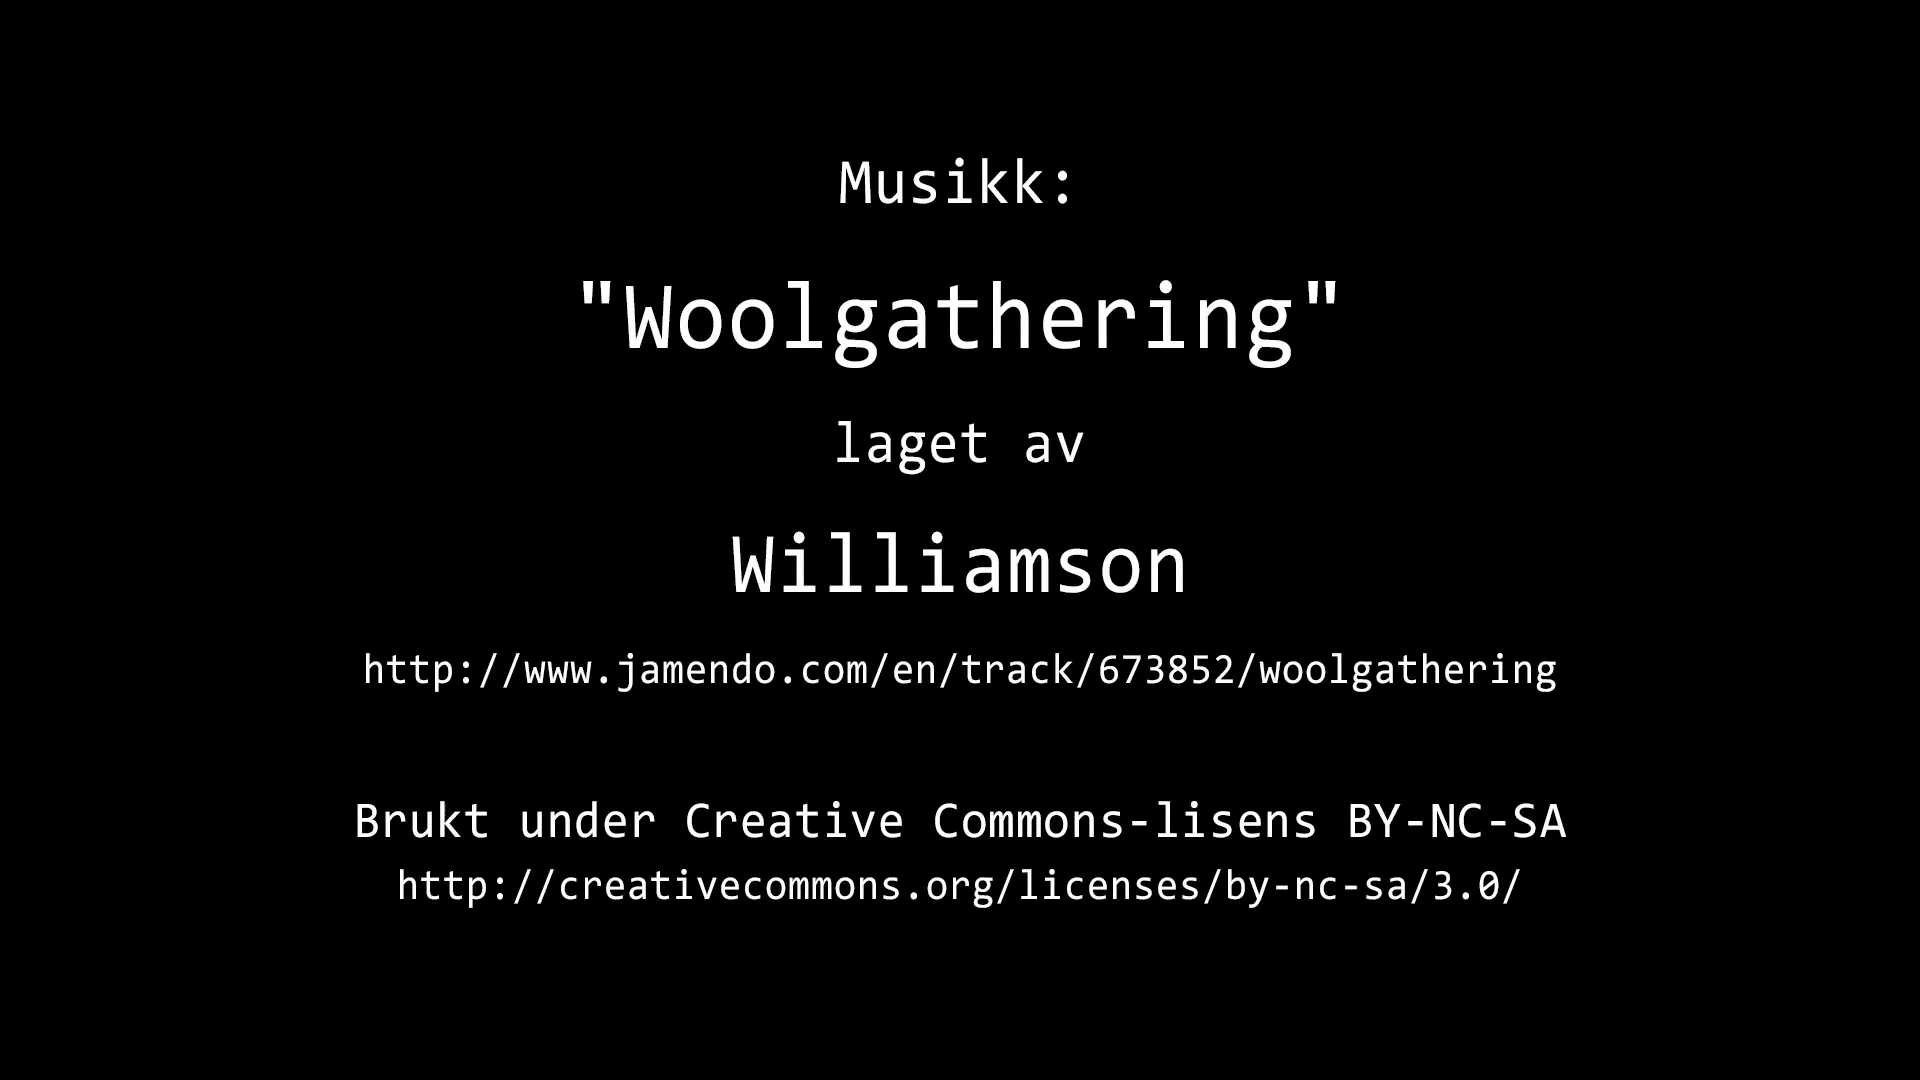 Musikk:
"Woolgathering"
laget av
Williamson
http://www.jamendo.com/en/track/673852/woolgathering
Brukt under Creative Commons-lisens BY-NC-SA
http://creativecommons.org/licenses/by-nc-sa/3.0/